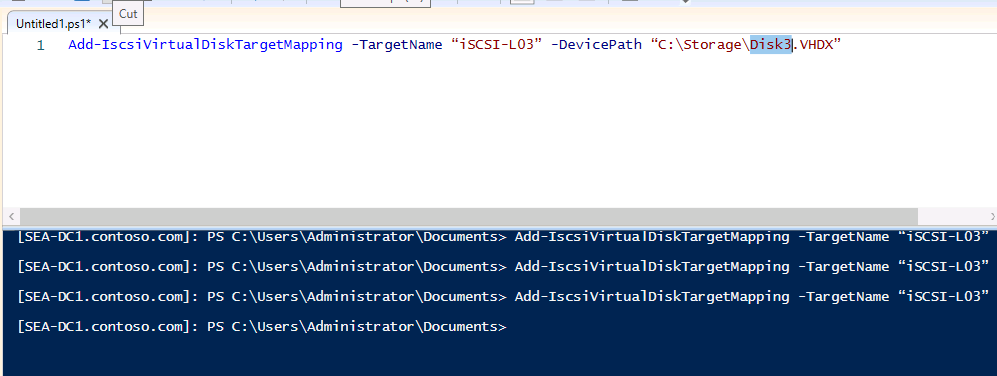 Cut
Untitled1.ps1* X
1 Add-IscsiVirtualDiskTargetMapping -TargetName “iSCSI-L03” -DevicePath “C:\Storage\Disk3.VHDX”
[SEA-DC1.contoso.com]: PS C:\Users\Administrator\Documents> Add-IscsiVirtualDiskTargetMapping -TargetName “iSCSI-L03”
[SEA-DC1.contoso.com]: PS C:\Users\Administrator\Documents> Add-IscsiVirtualDiskTargetMapping -TargetName “iSCSI-L03”
[SEA-DC1.contoso.com]: PS C:\Users\Administrator\Documents> Add-IscsiVirtualDiskTargetMapping -TargetName “iSCSI-L03”
[SEA-DC1.contoso.com]: PS C:\Users\Administrator\Documents>